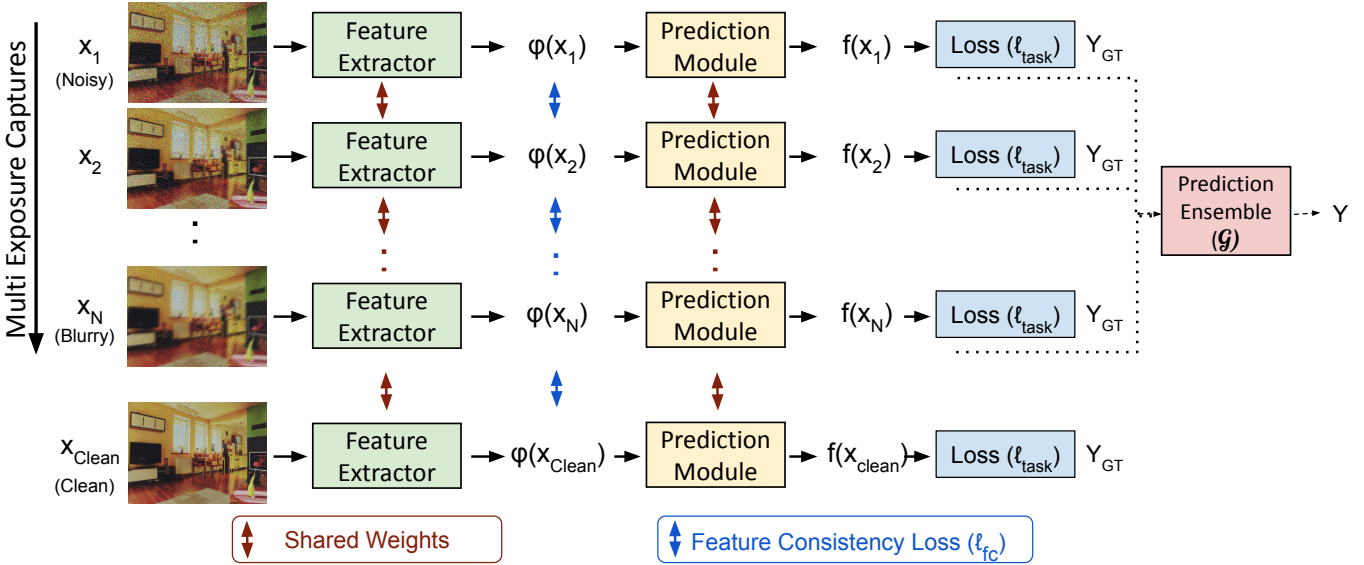 Multi Exposure Captures
x1
(Noisy)
Feature
Extractor
φ(x1)
Prediction
Module
f(x1)
Loss (ℓtask)
YGT
x2
Feature
Extractor
φ(x2)
Prediction
Module
f(x2)
Loss (ℓtask)
YGT
Prediction
Ensemble
(𝒢)
Y
xN
(Blurry)
Feature
Extractor
φ(xN)
Prediction
Module
f(xN)
Loss (ℓtask)
YGT
xClean
(Clean)
Feature
Extractor
φ(xClean)
Prediction
Module
f(xclean)
Loss (ℓtask)
YGT
Shared Weights
Feature Consistency Loss (ℓfc)